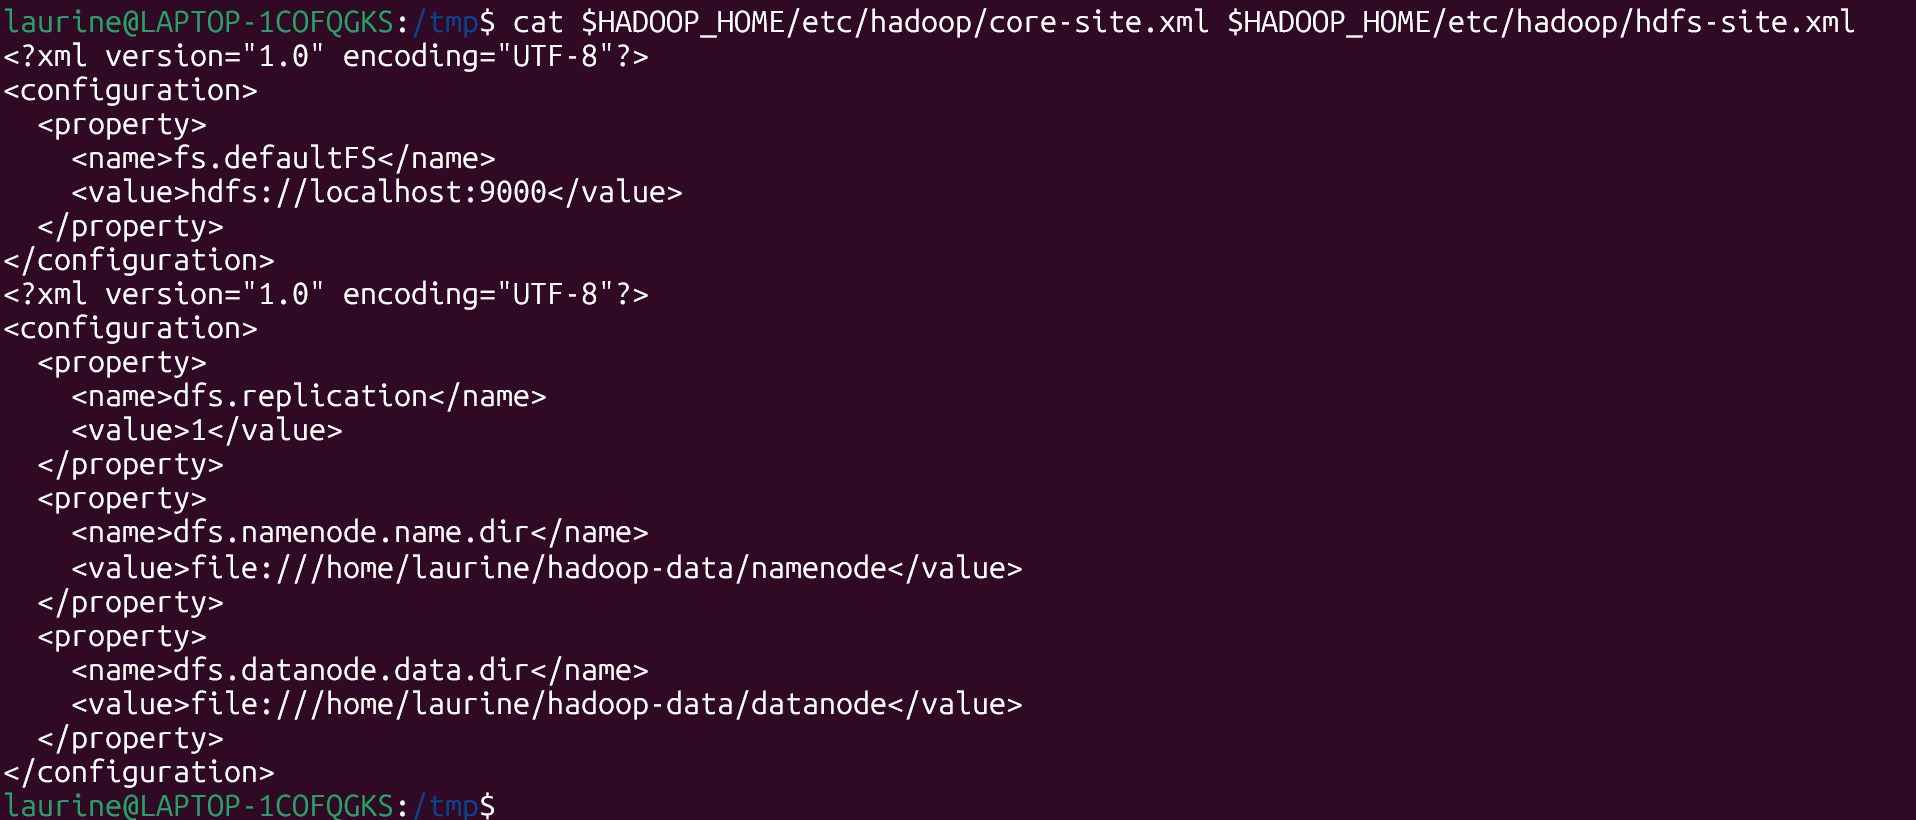 laurine@LAPTOP-1COFQGKS:/tmp$ cat $HADOOP_HOME/etc/hadoop/core-site.xml $HADOOP_HOME/etc/hadoop/hdfs-site.xml
<?xml version="1.0" encoding="UTF-8"?>
<configuration>
  <property>
    <name>fs.defaultFS</name>
    <value>hdfs://localhost:9000</value>
  </property>
</configuration>
<?xml version="1.0" encoding="UTF-8"?>
<configuration>
  <property>
    <name>dfs.replication</name>
    <value>1</value>
  </property>
  <property>
    <name>dfs.namenode.name.dir</name>
    <value>file:///home/laurine/hadoop-data/namenode</value>
  </property>
  <property>
    <name>dfs.datanode.data.dir</name>
    <value>file:///home/laurine/hadoop-data/datanode</value>
  </property>
</configuration>
laurine@LAPTOP-1COFQGKS:/tmp$